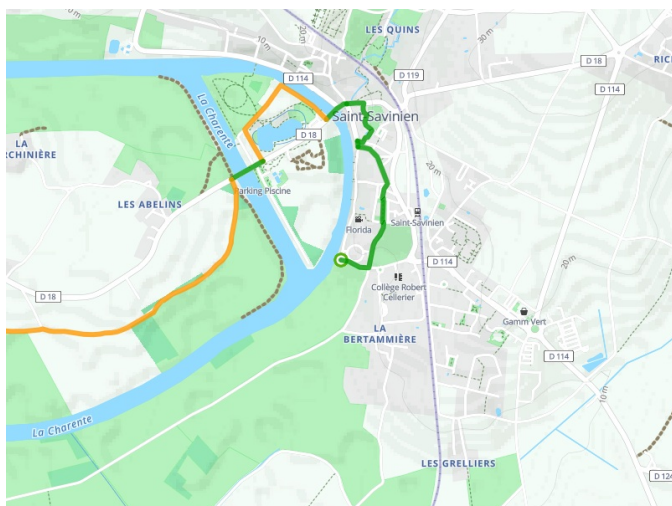 LES QUINS
30 m
20 m
10 m
D 18
RIC
D 114
D 119
D 114
La Charente
Saint-Savinien
D 18
LA
RCHINIÈRE
20 m
Parking Piscine
LES ABELINS
Florida
Saint-Savinien
D 114
20 m
Collège Robert
Cellerier
D 18
Gamm Vert
LA
BERTAMMIÈRE
D 114
10 m
La Charente
LES GRELLIERS
D 124